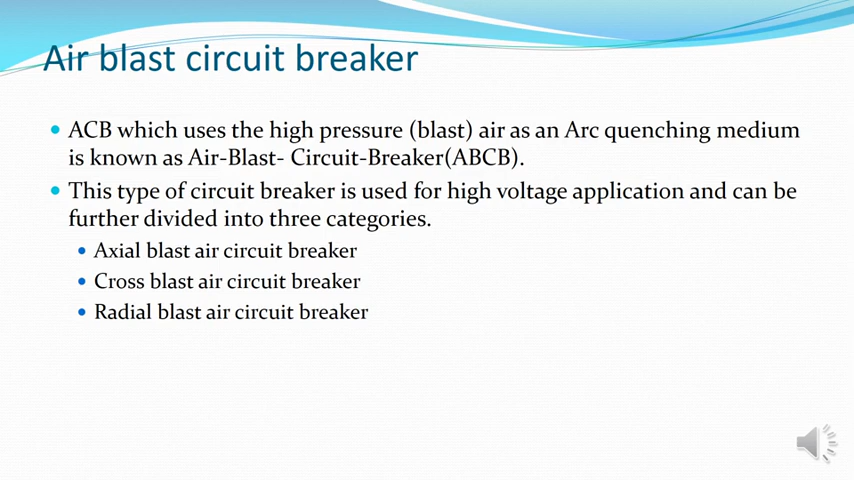 Air blast circuit breaker
ACB which uses the high pressure (blast) air as an Arc quenching medium
is known as Air-Blast- Circuit-Breaker(ABCB).
This type of circuit breaker is used for high voltage application and can be
further divided into three categories.
Axial blast air circuit breaker
Cross blast air circuit breaker
Radial blast air circuit breaker